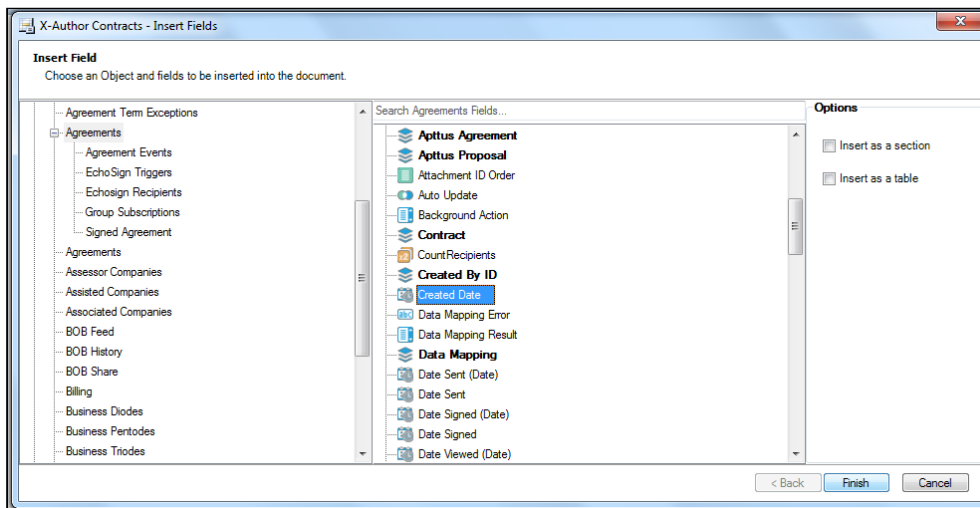 X-Author Contracts - Insert Fields
Insert Field
Choose an Object and fields to be inserted into the document.
Agreement Term Exceptions
Agreements
Agreement Events
EchoSign Triggers
Echosign Recipients
Group Subscriptions
Signed Agreement
Agreements
Assessor Companies
Assisted Companies
Associated Companies
BOB Feed
BOB History
BOB Share
Billing
Business Diodes
Business Pentodes
Business Triodes
Search Agreements Fields...
Apttus Agreement
Apttus Proposal
Attachment ID Order
Auto Update
Background Action
Contract
CountRecipients
Created By ID
Created Date
Data Mapping Error
Data Mapping Result
Data Mapping
Date Sent (Date)
Date Sent
Date Signed (Date)
Date Signed
Date Viewed (Date)
Options
Insert as a section
Insert as a table
< Back
Finish
Cancel